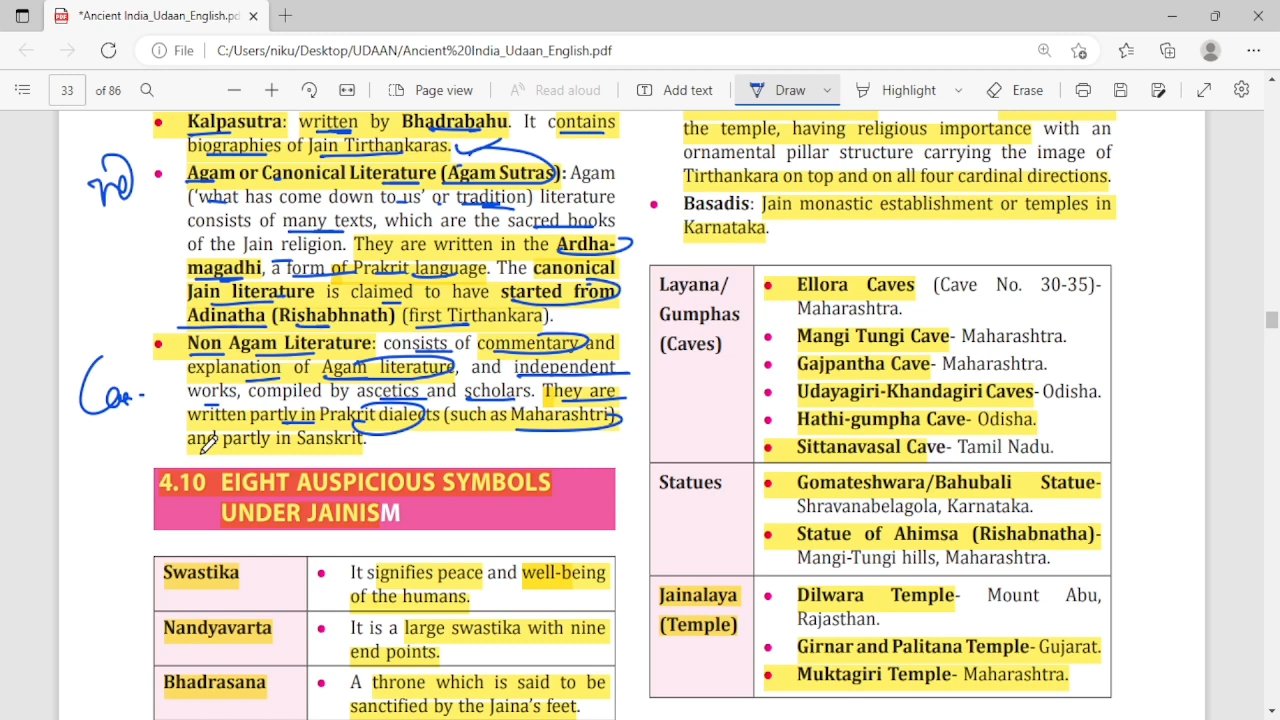 *Ancient India_Udaan_English.pd
File
C:/Users/niku/Desktop/UDAAN/Ancient%20India_Udaan_English.pdf
33 of 86
Page view
Read aloud
Add text
Draw
Highlight
Erase
Kalpasutra: written by Bhadrabahu. It contains
biographies of Jain Tirthankaras.
Agam or Canonical Literature (Agam Sutras): Agam
(‘what has come down to us’ or tradition) literature
consists of many texts, which are the sacred books
of the Jain religion. They are written in the Ardha-
magadhi, a form of Prakrit language. The canonical
Jain literature is claimed to have started from
Adinatha (Rishabhnath) (first Tirthankara).
Non Agam Literature: consists of commentary and
explanation of Agam literature, and independent
works, compiled by ascetics and scholars. They are
written partly in Prakrit dialects (such as Maharashtri)
and partly in Sanskrit.
4.10 EIGHT AUSPICIOUS SYMBOLS
UNDER JAINISM
Swastika
It signifies peace and well-being
of the humans.
Nandyavarta
It is a large swastika with nine
end points.
Bhadrasana
A throne which is said to be
sanctified by the Jaina’s feet.
the temple, having religious importance with an
ornamental pillar structure carrying the image of
Tirthankara on top and on all four cardinal directions.
Basadis: Jain monastic establishment or temples in
Karnataka.
Layana/
Gumphas
(Caves)
Ellora Caves (Cave No. 30-35)-
Maharashtra.
Mangi Tungi Cave- Maharashtra.
Gajpantha Cave- Maharashtra.
Udayagiri-Khandagiri Caves- Odisha.
Hathi-gumpha Cave- Odisha.
Sittanavasal Cave- Tamil Nadu.
Statues
Gomateshwara/Bahubali Statue-
Shravanabelagola, Karnataka.
Statue of Ahimsa (Rishabnatha)-
Mangi-Tungi hills, Maharashtra.
Jainalaya
(Temple)
Dilwara Temple- Mount Abu,
Rajasthan.
Girnar and Palitana Temple- Gujarat.
Muktagiri Temple- Maharashtra.